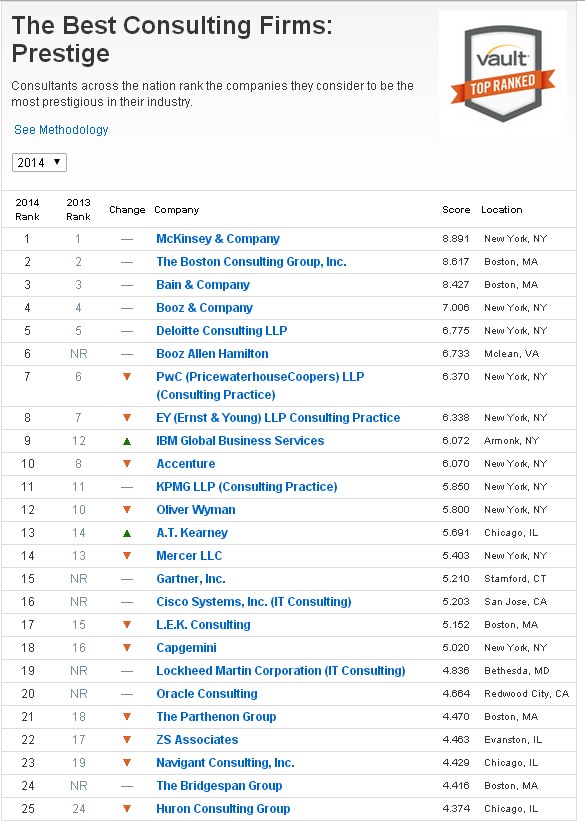 The Best Consulting Firms:
Prestige
Consultants across the nation rank the companies they consider to be the
most prestigious in their industry.
See Methodology
vault
TOP RANKED
2014 ▼
2014 Rank 2013 Rank Change Company Score Location
1 1 — McKinsey & Company 8.891 New York, NY
2 2 — The Boston Consulting Group, Inc. 8.617 Boston, MA
3 3 — Bain & Company 8.427 Boston, MA
4 4 — Booz & Company 7.006 New York, NY
5 5 — Deloitte Consulting LLP 6.775 New York, NY
6 NR — Booz Allen Hamilton 6.733 Mclean, VA
7 6 ▼ PwC (PricewaterhouseCoopers) LLP 6.370 New York, NY
(Consulting Practice)
8 7 ▼ EY (Ernst & Young) LLP Consulting Practice 6.338 New York, NY
9 12 ▲ IBM Global Business Services 6.072 Armonk, NY
10 8 ▼ Accenture 6.070 New York, NY
11 11 — KPMG LLP (Consulting Practice) 5.850 New York, NY
12 10 ▼ Oliver Wyman 5.800 New York, NY
13 14 ▲ A.T. Kearney 5.691 Chicago, IL
14 13 ▼ Mercer LLC 5.403 New York, NY
15 NR — Gartner, Inc. 5.210 Stamford, CT
16 NR — Cisco Systems, Inc. (IT Consulting) 5.203 San Jose, CA
17 15 ▼ L.E.K. Consulting 5.152 Boston, MA
18 16 ▼ Capgemini 5.020 New York, NY
19 NR — Lockheed Martin Corporation (IT Consulting) 4.836 Bethesda, MD
20 NR — Oracle Consulting 4.664 Redwood City, CA
21 18 ▼ The Parthenon Group 4.470 Boston, MA
22 17 ▼ ZS Associates 4.463 Evanston, IL
23 19 ▼ Navigant Consulting, Inc. 4.429 Chicago, IL
24 NR — The Bridgespan Group 4.416 Boston, MA
25 24 ▼ Huron Consulting Group 4.374 Chicago, IL